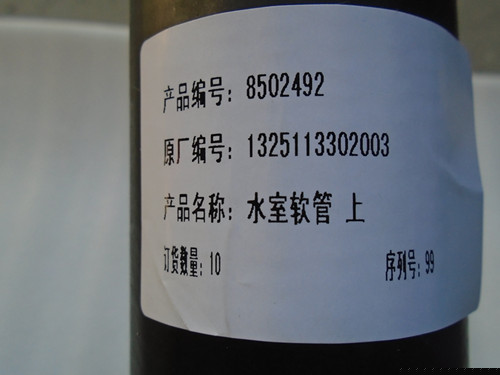 产品编号：8502492
原厂编号：1325113302003
产品名称：水室软管 上
订货数量：10 序列号：99